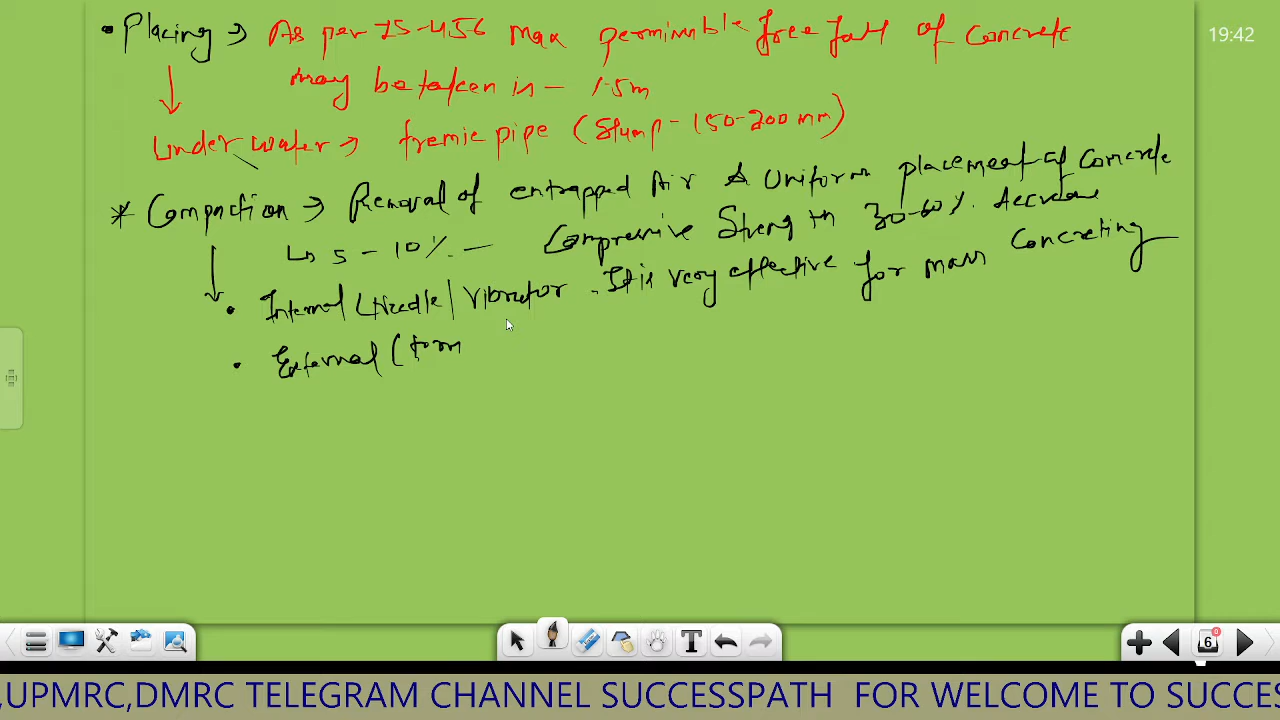 • Placing → As per IS-456 max permissible free fall of concrete
may be taken is - 1.5m
Under water → tremie pipe (Slump - 150-200 mm)
* Compaction → Removal of entrapped Air & Uniform placement of concrete
↳ 5 - 10% - Compressive Strength 30-60% decrease
• Internal (Needle) Vibrator. It is very effective for mass concreting
• External (form
19:42
6
,UPMRC,DMRC TELEGRAM CHANNEL SUCCESSPATH FOR WELCOME TO SUCCES